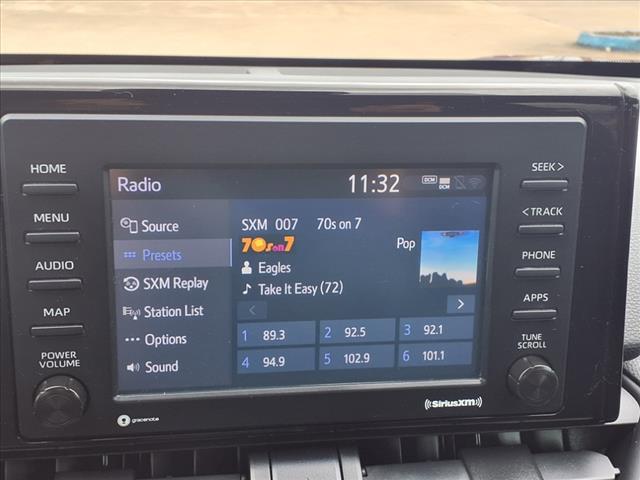 HOME
MENU
AUDIO
MAP
POWER
VOLUME
Radio
11:32
DCM
DCM
Source
Presets
SXM Replay
Station List
Options
Sound
SXM 007 70s on 7
70s on 7
Pop
Eagles
Take It Easy (72)
<
>
1 89.3
2 92.5
3 92.1
4 94.9
5 102.9
6 101.1
SEEK >
< TRACK
PHONE
APPS
TUNE
SCROLL
gracenote
SiriusXM